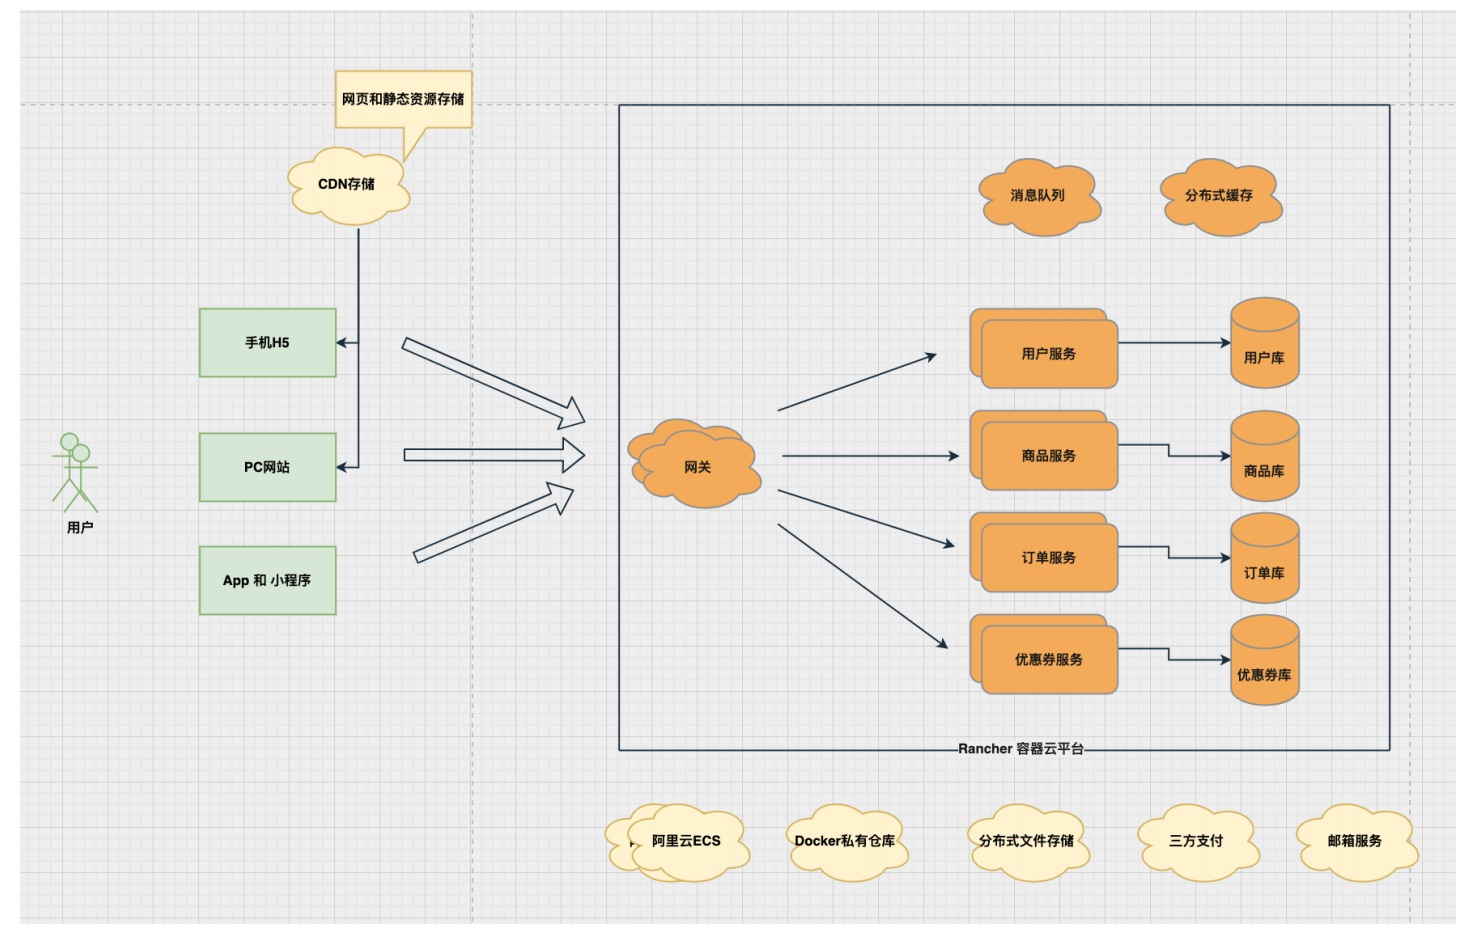 网页和静态资源存储
CDN存储
消息队列
分布式缓存
手机H5
用户服务
用户库
PC网站
网关
商品服务
商品库
用户
App 和 小程序
订单服务
订单库
优惠券服务
优惠券库
Rancher 容器云平台
阿里云ECS
Docker私有仓库
分布式文件存储
三方支付
邮箱服务